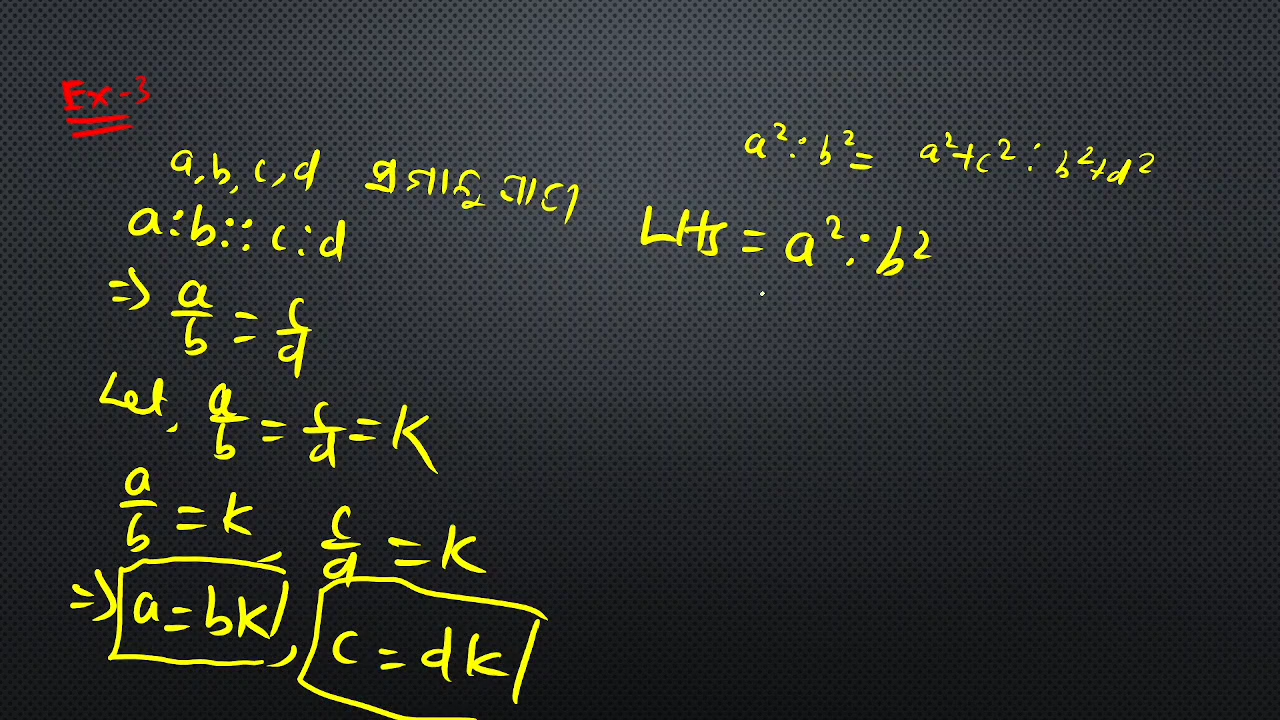 Ex-3
a, b, c, d ସମାନୁପାତୀ
a:b::c:d
=> a/b = c/d
Let, a/b = c/d = K
a/b = k c/d = k
=> a = bk, c = dk
a²:b² = a²+c² : b²+d²
LHS = a² : b²